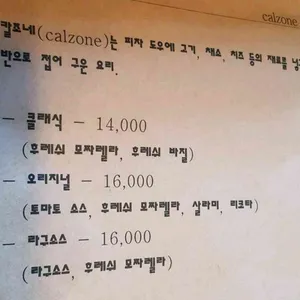 calzone
칼조네(calzone)는 피자 도우에 고기, 채소, 치즈 등의 재료를 넣
반으로 접어 구운 요리.
- 클래식 - 14,000
(후레쉬 모짜렐라, 후레쉬 바질)
- 오리지널 - 16,000
(토마토 소스, 후레쉬 모짜렐라, 살라미, 리코타)
- 라구소스 - 16,000
(라구소스, 후레쉬 모짜렐라)